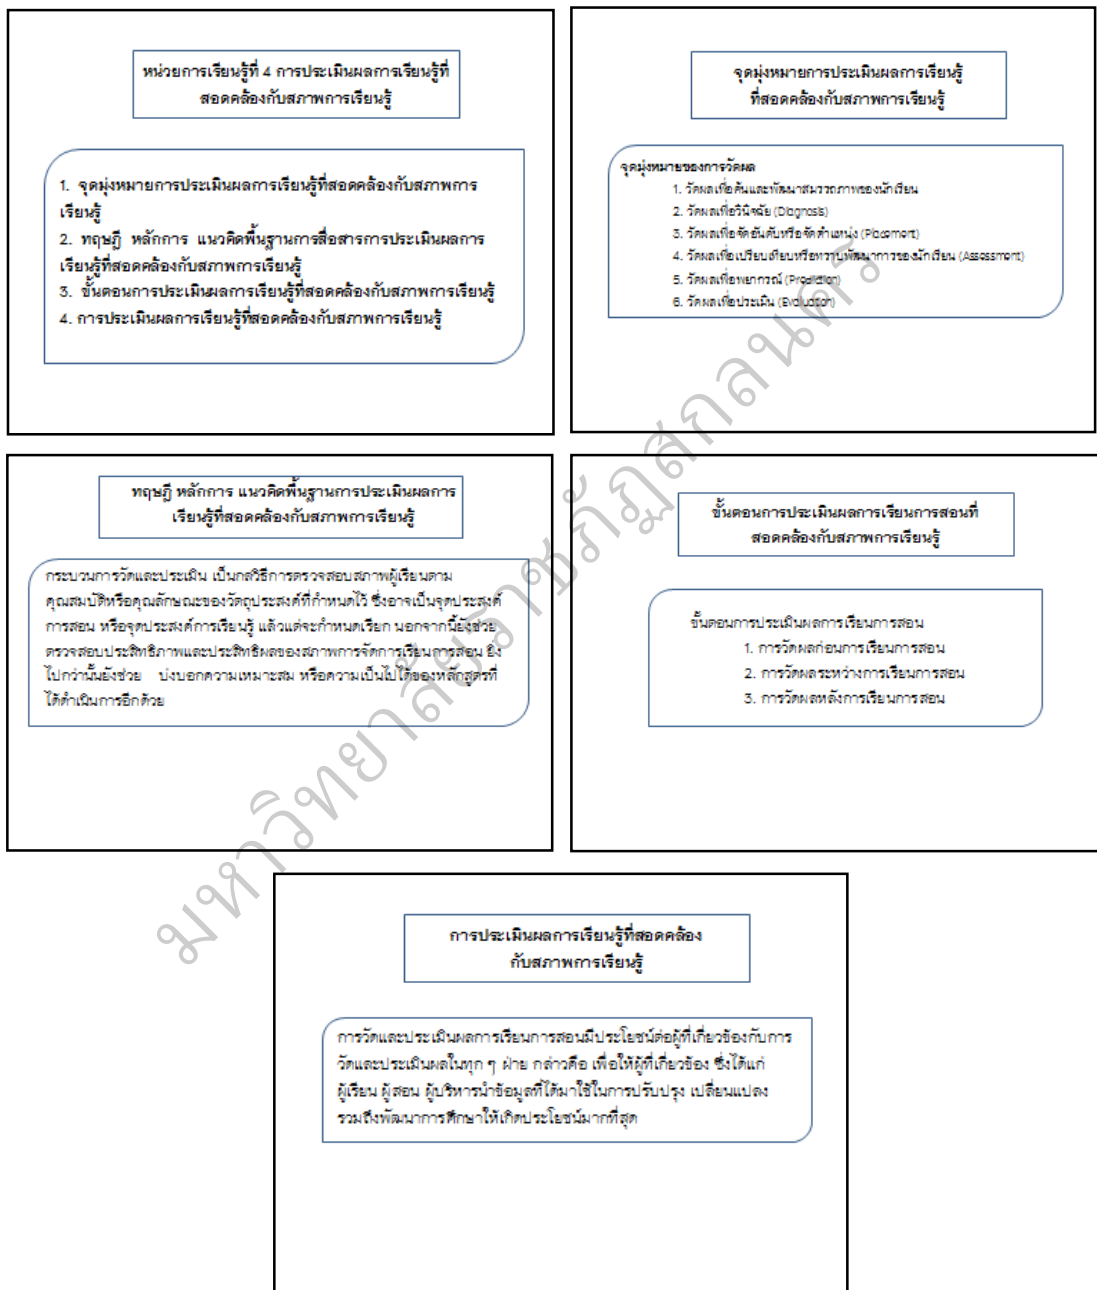 หน่วยการเรียนรู้ที่ 4 การประเมินผลการเรียนรู้ที่
สอดคล้องกับสภาพการเรียนรู้
1. จุดมุ่งหมายการประเมินผลการเรียนรู้ที่สอดคล้องกับสภาพการ
เรียนรู้
2. ทฤษฎี หลักการ แนวคิดพื้นฐานการสื่อสารการประเมินผลการ
เรียนรู้ที่สอดคล้องกับสภาพการเรียนรู้
3. ขั้นตอนการประเมินผลการเรียนรู้ที่สอดคล้องกับสภาพการเรียนรู้
4. การประเมินผลการเรียนรู้ที่สอดคล้องกับสภาพการเรียนรู้
จุดมุ่งหมายการประเมินผลการเรียนรู้
ที่สอดคล้องกับสภาพการเรียนรู้
จุดมุ่งหมายของการวัดผล
1. วัดผลเพื่อค้นและพัฒนาสมรรถภาพของนักเรียน
2. วัดผลเพื่อวินิจฉัย (Diagnosis)
3. วัดผลเพื่อจัดอันดับหรือจัดตำแหน่ง (Placement)
4. วัดผลเพื่อเปรียบเทียบหรือทราบพัฒนาการของนักเรียน (Assessment)
5. วัดผลเพื่อพยากรณ์ (Prediction)
6. วัดผลเพื่อประเมิน (Evaluation)
ทฤษฎี หลักการ แนวคิดพื้นฐานการประเมินผลการ
เรียนรู้ที่สอดคล้องกับสภาพการเรียนรู้
กระบวนการวัดและประเมิน เป็นกลวิธีการตรวจสอบสภาพผู้เรียนตาม
คุณสมบัติหรือคุณลักษณะของวัตถุประสงค์ที่กำหนดไว้ ซึ่งอาจเป็นจุดประสงค์
การสอน หรือจุดประสงค์การเรียนรู้ แล้วแต่จะกำหนดเรียก นอกจากนี้ยังช่วย
ตรวจสอบประสิทธิภาพและประสิทธิผลของสภาพการจัดการเรียนการสอน ยิ่ง
ไปกว่านั้นยังช่วย บ่งบอกความเหมาะสม หรือความเป็นไปได้ของหลักสูตรที่
ได้ดำเนินการอีกด้วย
ขั้นตอนการประเมินผลการเรียนการสอนที่
สอดคล้องกับสภาพการเรียนรู้
ขั้นตอนการประเมินผลการเรียนการสอน
1. การวัดผลก่อนการเรียนการสอน
2. การวัดผลระหว่างการเรียนการสอน
3. การวัดผลหลังการเรียนการสอน
การประเมินผลการเรียนรู้ที่สอดคล้อง
กับสภาพการเรียนรู้
การวัดและประเมินผลการเรียนการสอนมีประโยชน์ต่อผู้ที่เกี่ยวข้องกับการ
วัดและประเมินผลในทุก ๆ ฝ่าย กล่าวคือ เพื่อให้ผู้ที่เกี่ยวข้อง ซึ่งได้แก่
ผู้เรียน ผู้สอน ผู้บริหารนำข้อมูลที่ได้มาใช้ในการปรับปรุง เปลี่ยนแปลง
รวมถึงพัฒนาการศึกษาให้เกิดประโยชน์มากที่สุด
มหาวิทยาลัยราชภัฏสกลนคร